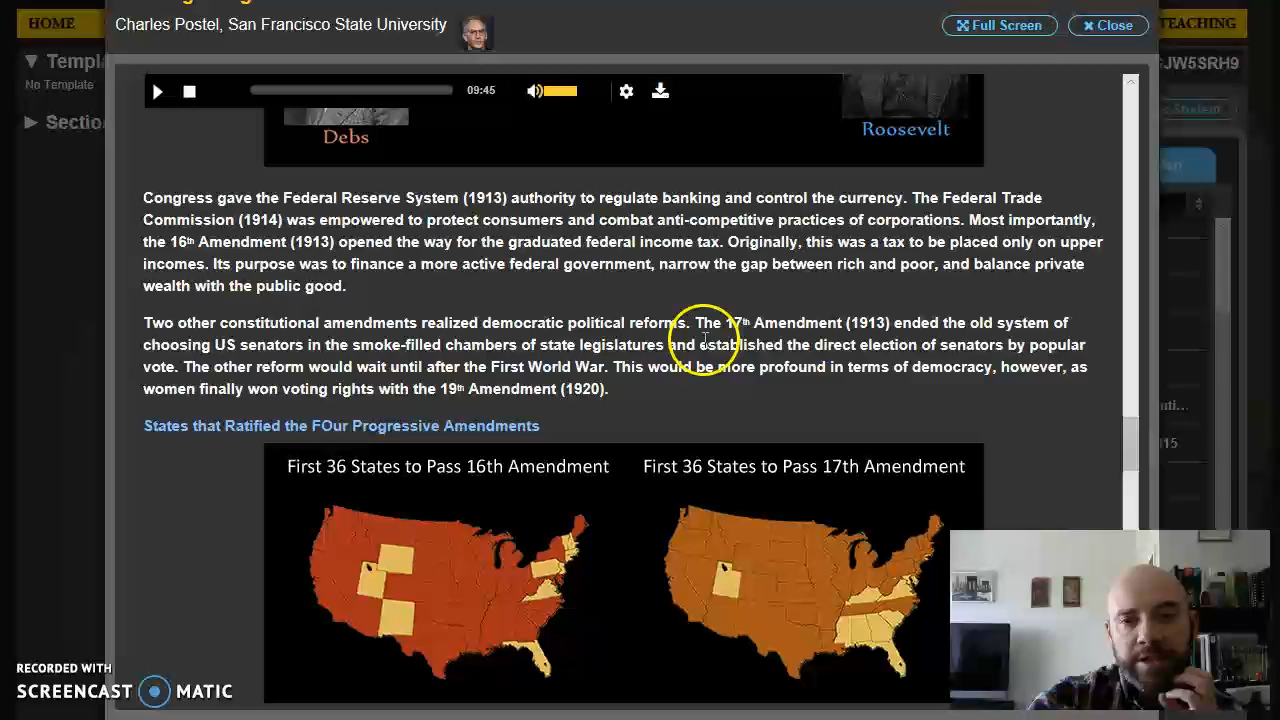 HOME
TEACHING
Charles Postel, San Francisco State University
Full Screen
Close
Templ
No Template
JW5SRH9
Sectio
Student
09:45
Debs
Roosevelt
Congress gave the Federal Reserve System (1913) authority to regulate banking and control the currency. The Federal Trade
Commission (1914) was empowered to protect consumers and combat anti-competitive practices of corporations. Most importantly,
the 16th Amendment (1913) opened the way for the graduated federal income tax. Originally, this was a tax to be placed only on upper
incomes. Its purpose was to finance a more active federal government, narrow the gap between rich and poor, and balance private
wealth with the public good.
Two other constitutional amendments realized democratic political reforms. The 17th Amendment (1913) ended the old system of
choosing US senators in the smoke-filled chambers of state legislatures and established the direct election of senators by popular
vote. The other reform would wait until after the First World War. This would be more profound in terms of democracy, however, as
women finally won voting rights with the 19th Amendment (1920).
uti...
15
States that Ratified the FOur Progressive Amendments
First 36 States to Pass 16th Amendment
First 36 States to Pass 17th Amendment
RECORDED WITH
SCREENCAST MATIC